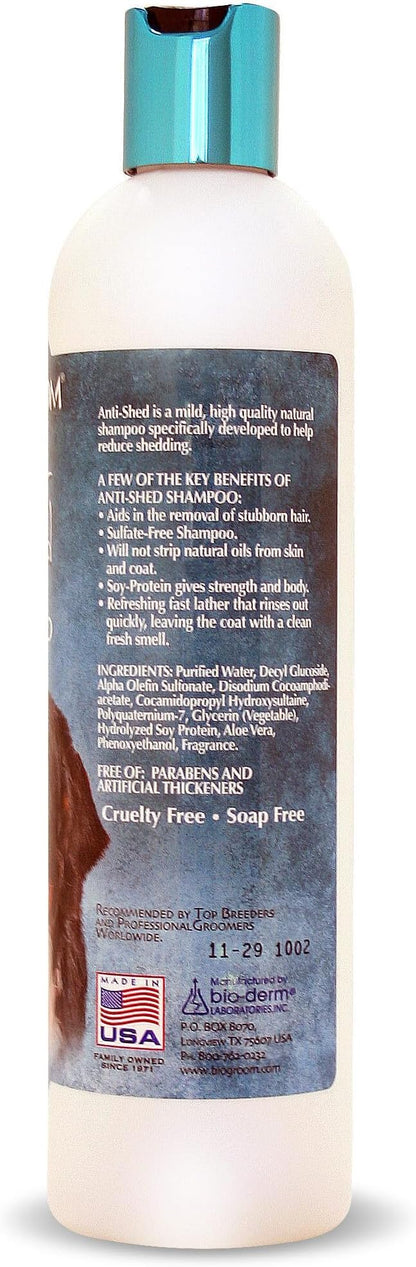 M®
Anti-Shed is a mild, high quality natural
shampoo specifically developed to help
reduce shedding.
A FEW OF THE KEY BENEFITS OF
ANTI-SHED SHAMPOO:
• Aids in the removal of stubborn hair.
• Sulfate-Free Shampoo.
• Will not strip natural oils from skin
and coat.
• Soy-Protein gives strength and body.
• Refreshing fast lather that rinses out
quickly, leaving the coat with a clean
fresh smell.
INGREDIENTS: Purified Water, Decyl Glucoside,
Alpha Olefin Sulfonate, Disodium Cocoamphodi-
acetate, Cocamidopropyl Hydroxysultaine,
Polyquaternium-7, Glycerin (Vegetable),
Hydrolyzed Soy Protein, Aloe Vera,
Phenoxyethanol, Fragrance.
FREE OF: PARABENS AND
ARTIFICIAL THICKENERS
Cruelty Free • Soap Free
RECOMMENDED BY TOP BREEDERS
AND PROFESSIONAL GROOMERS
WORLDWIDE.
11-29 1002
MADE IN
USA
FAMILY OWNED
SINCE 1971
Manufactured by
bio-derm®
LABORATORIES, INC.
P.O. BOX 8070,
LONGVIEW TX 75607 USA
PH. 800-762-0232
www.biogroom.com